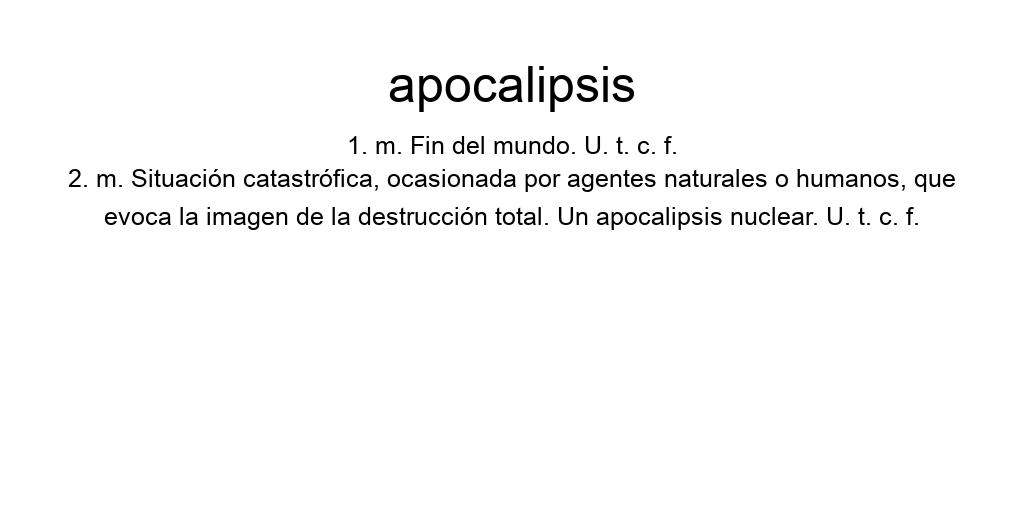 apocalipsis
1. m. Fin del mundo. U. t. c. f.
2. m. Situación catastrófica, ocasionada por agentes naturales o humanos, que
evoca la imagen de la destrucción total. Un apocalipsis nuclear. U. t. c. f.